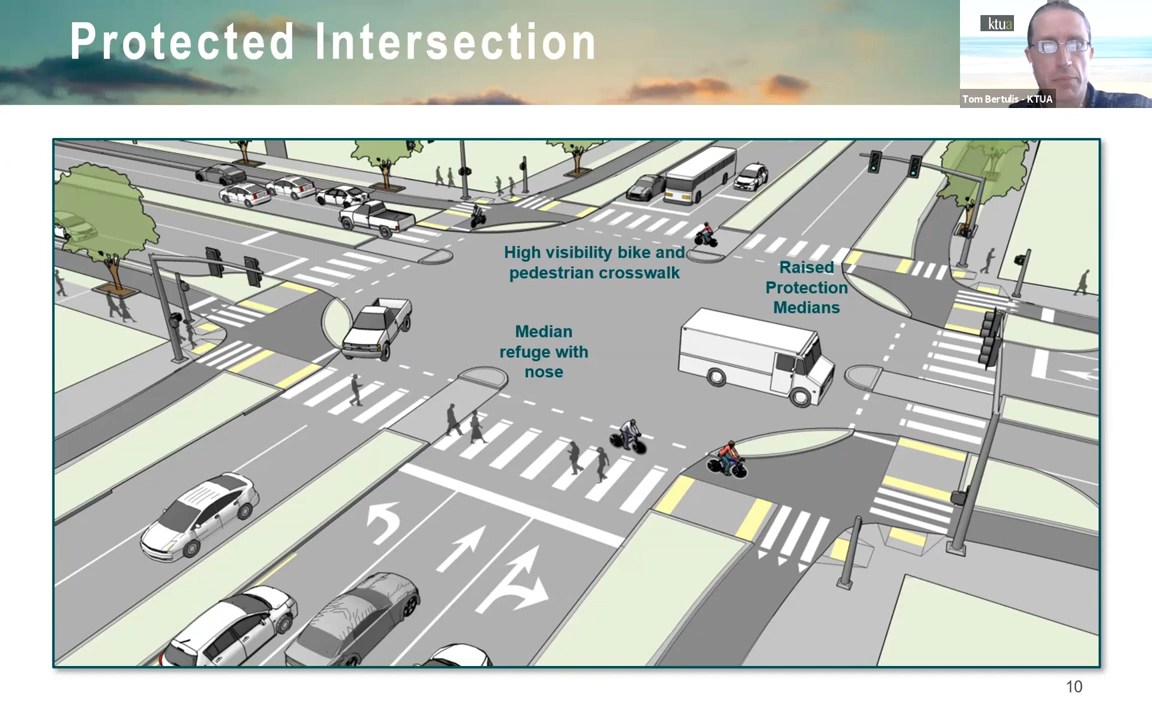 Protected Intersection
ktua
Tom Bertulis - KTUA
High visibility bike and
pedestrian crosswalk
Raised
Protection
Medians
Median
refuge with
nose
10